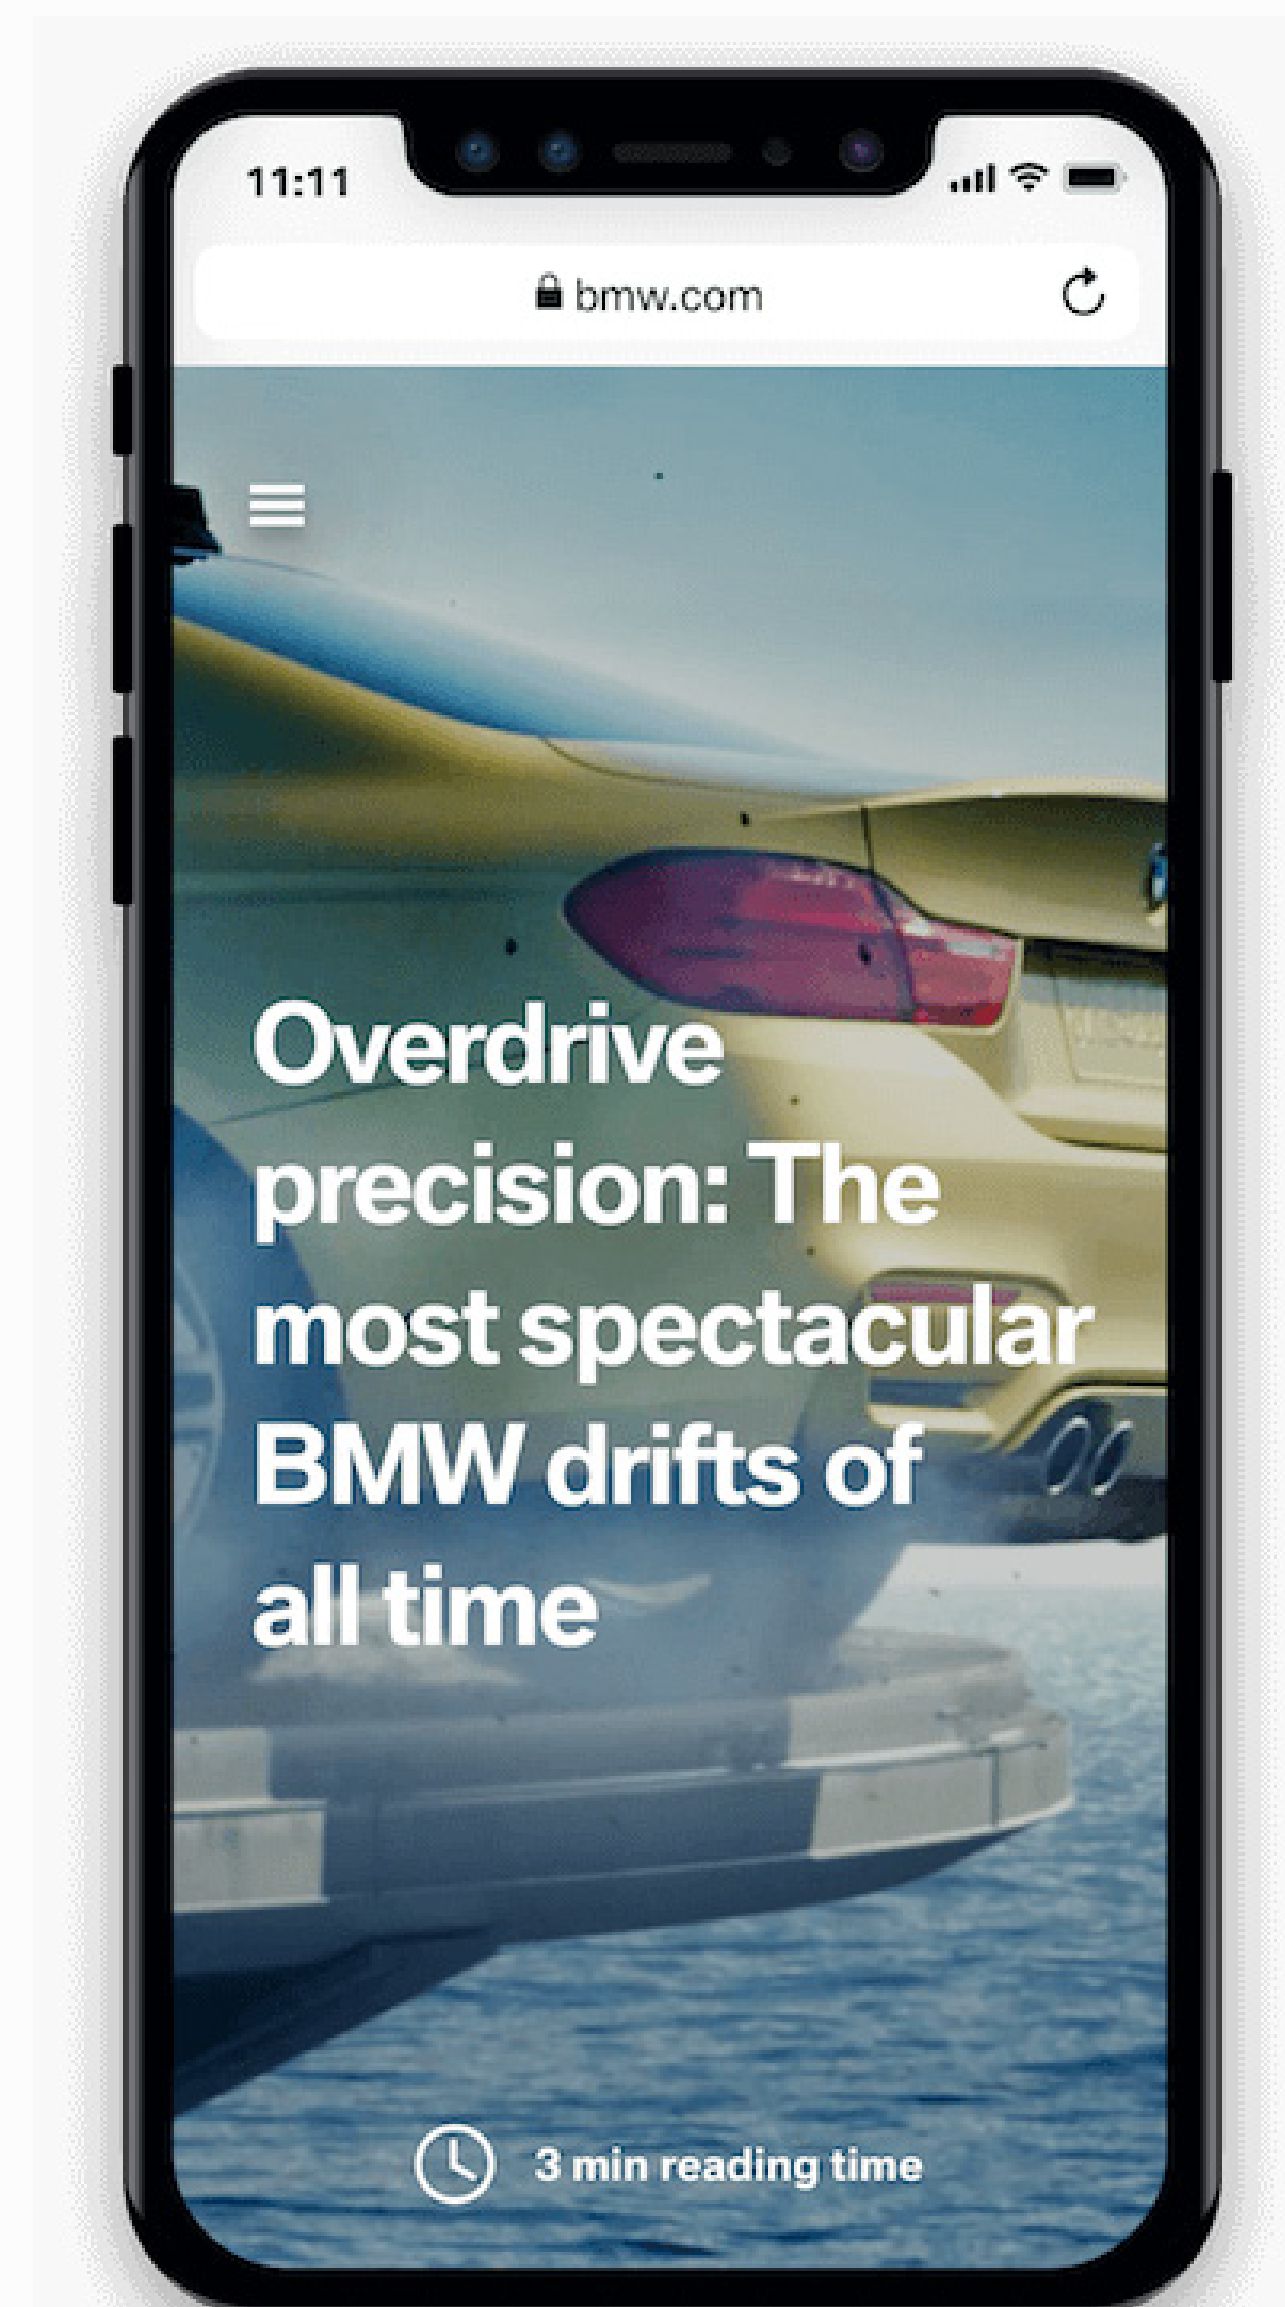 11:11
bmw.com
Overdrive
precision: The
most spectacular
BMW drifts of
all time
3 min reading time